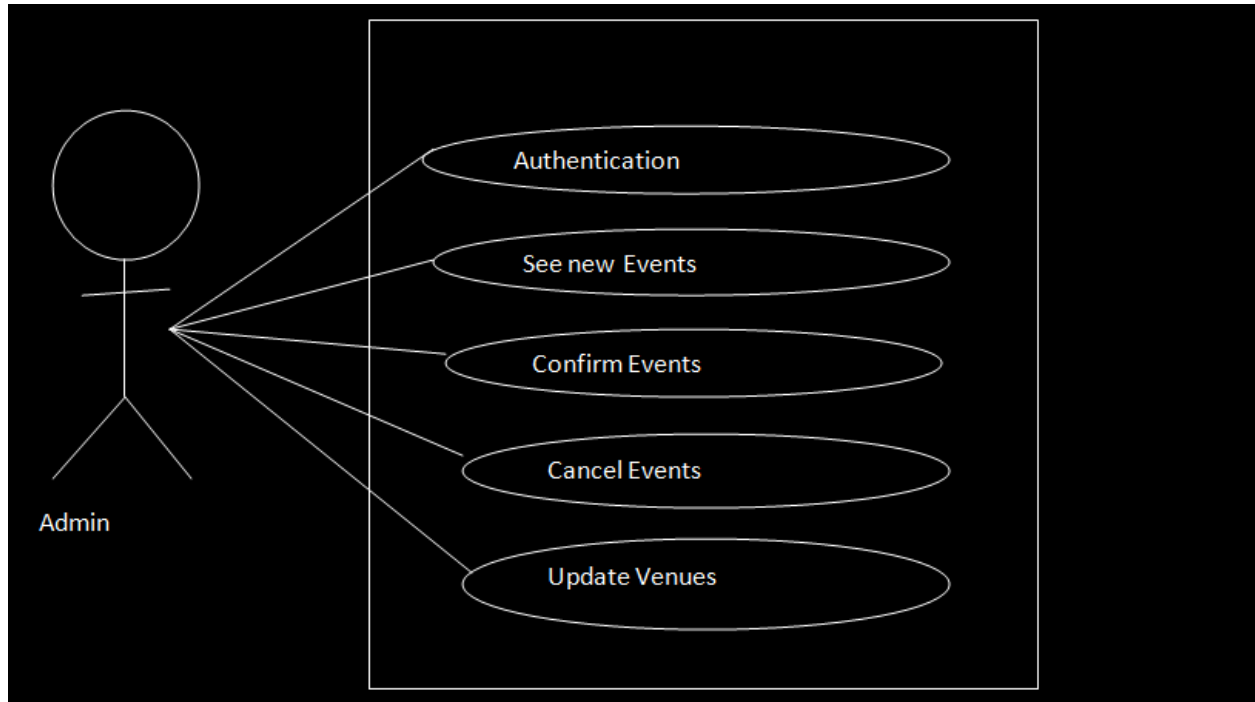 Authentication
See new Events
Confirm Events
Cancel Events
Admin
Update Venues